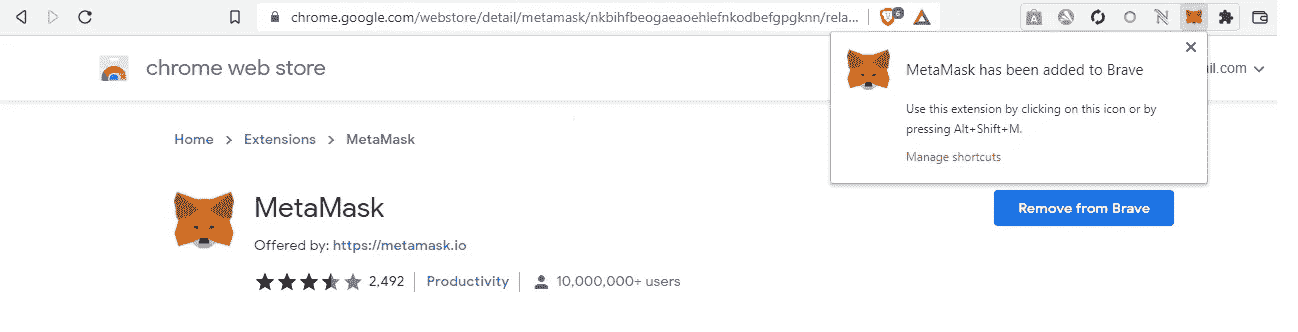 chrome.google.com/webstore/detail/metamask/nkbihfbeogaeaoehlefnkodbefgpgknn/rela...
6
chrome web store
il.com
MetaMask has been added to Brave
Use this extension by clicking on this icon or by
pressing Alt+Shift+M.
Manage shortcuts
Home > Extensions > MetaMask
MetaMask
Remove from Brave
Offered by: https://metamask.io
2,492 Productivity 10,000,000+ users